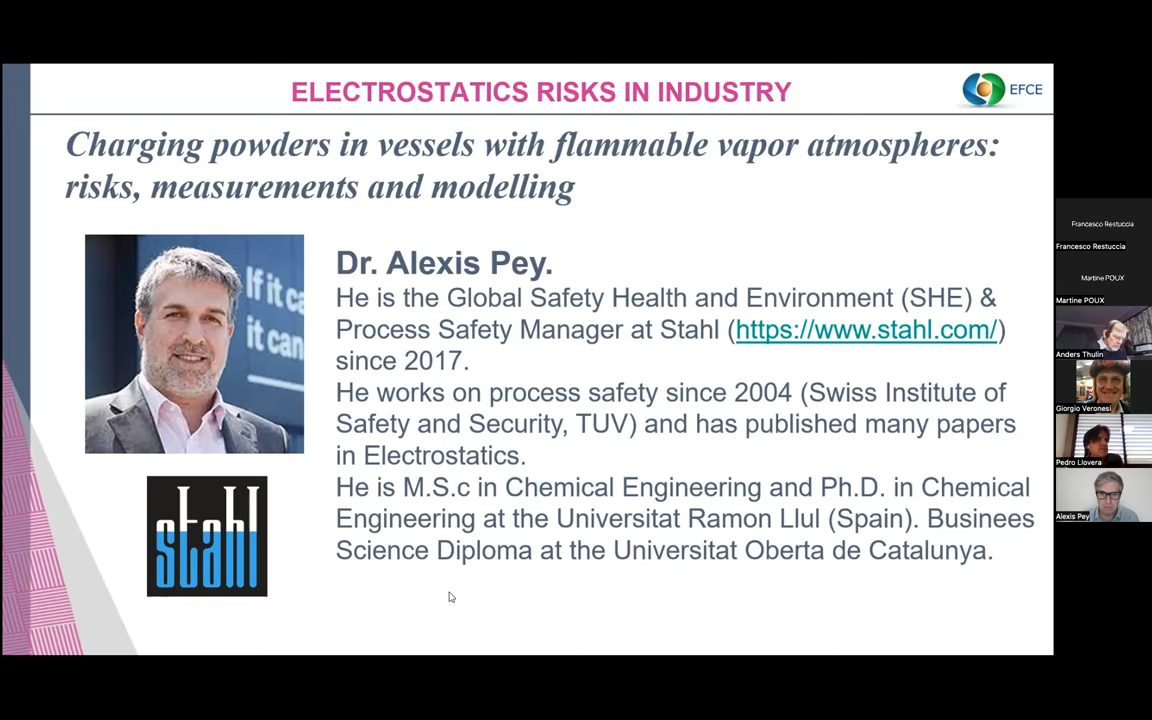 ELECTROSTATICS RISKS IN INDUSTRY
EFCE
Charging powders in vessels with flammable vapor atmospheres:
risks, measurements and modelling
If it ca
it can
Dr. Alexis Pey.
He is the Global Safety Health and Environment (SHE) &
Process Safety Manager at Stahl (https://www.stahl.com/)
since 2017.
He works on process safety since 2004 (Swiss Institute of
Safety and Security, TUV) and has published many papers
in Electrostatics.
He is M.S.c in Chemical Engineering and Ph.D. in Chemical
Engineering at the Universitat Ramon Llul (Spain). Businees
Science Diploma at the Universitat Oberta de Catalunya.
stahl
Francesco Restuccia
Francesco Restuccia
Martine POUX
Martine POUX
Anders Thulin
Giorgio Veronesi
Pedro Llovera
Alexis Pey